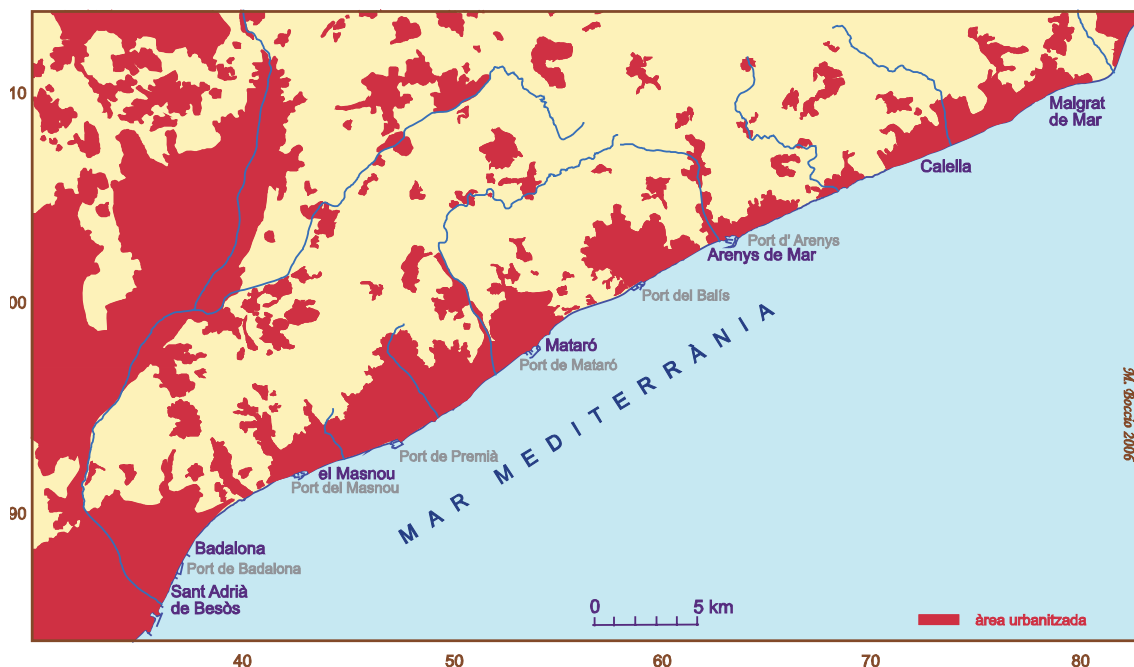 10
Malgrat
de Mar
Calella
Port d' Arenys
Arenys de Mar
00
Port del Balís
Mataró
Port de Mataró
MAR MEDITERRÀNIA
M. Boccio 2006
Port de Premià
el Masnou
Port del Masnou
90
Badalona
Port de Badalona
Sant Adrià
de Besòs
0 5 km
àrea urbanitzada
40 50 60 70 80